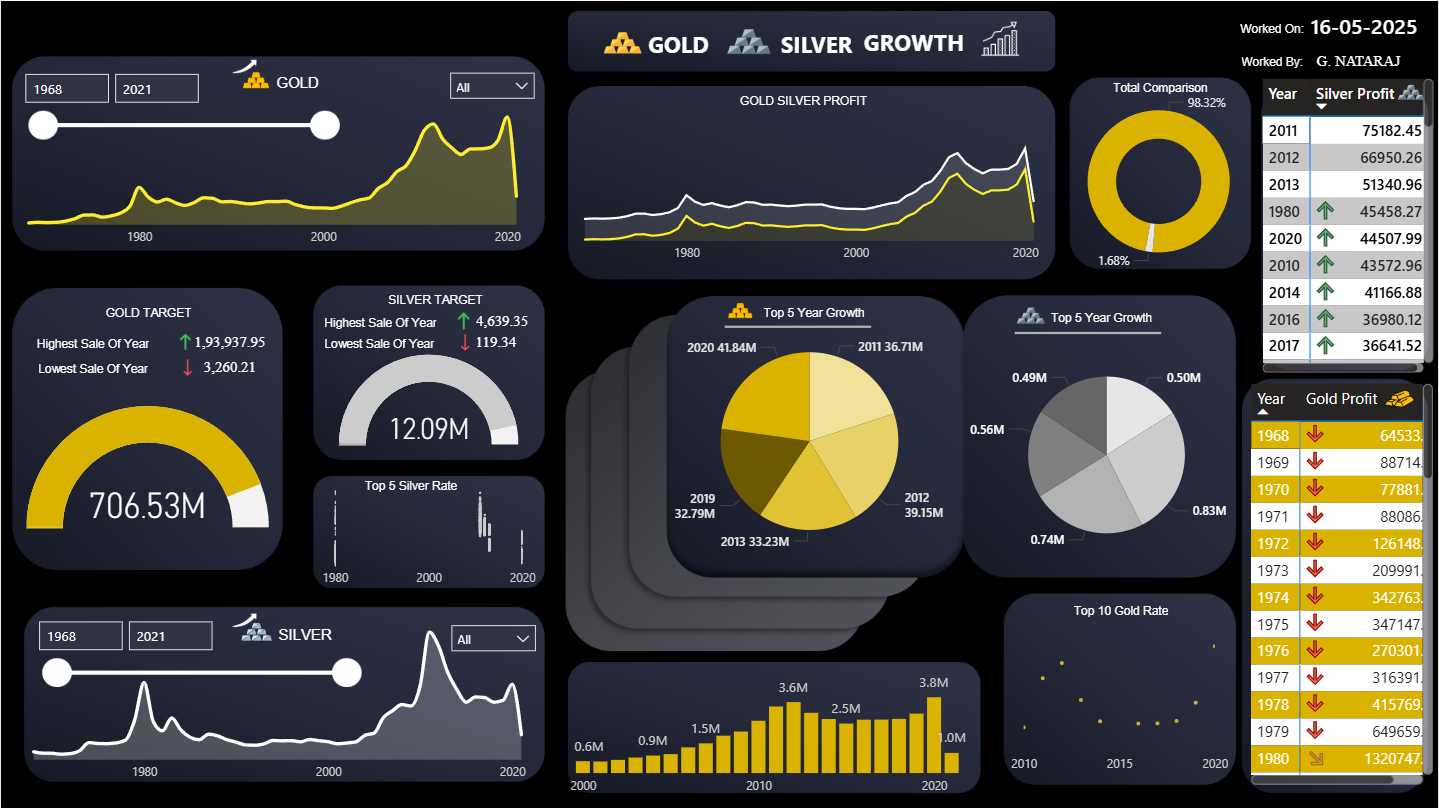 GOLD SILVER GROWTH
Worked On: 16-05-2025
Worked By: G. NATARAJ
1968
2021
GOLD
All
1980
2000
2020
GOLD SILVER PROFIT
1980
2000
2020
Total Comparison
98.32%
1.68%
Year Silver Profit
2011 75182.45
2012 66950.26
2013 51340.96
1980 45458.27
2020 44507.99
2010 43572.96
2014 41166.88
2016 36980.12
2017 36641.52
GOLD TARGET
Highest Sale Of Year 1,93,937.95
Lowest Sale Of Year 3,260.21
706.53M
SILVER TARGET
Highest Sale Of Year 4,639.35
Lowest Sale Of Year 119.34
12.09M
Top 5 Silver Rate
1980
2000
2020
Top 5 Year Growth
2020 41.84M
2011 36.71M
2019
32.79M
2012
39.15M
2013 33.23M
Top 5 Year Growth
0.49M
0.50M
0.56M
0.83M
0.74M
Year Gold Profit
1968 64533.
1969 88714.
1970 77881.
1971 88086.
1972 126148.
1973 209991.
1974 342763.
1975 347147.
1976 270301.
1977 316391.
1978 415769.
1979 649659.
1980 1320747.
1968
2021
SILVER
All
1980
2000
2020
0.6M
0.9M
1.5M
3.6M
2.5M
3.8M
1.0M
2000
2010
2020
Top 10 Gold Rate
2010
2015
2020